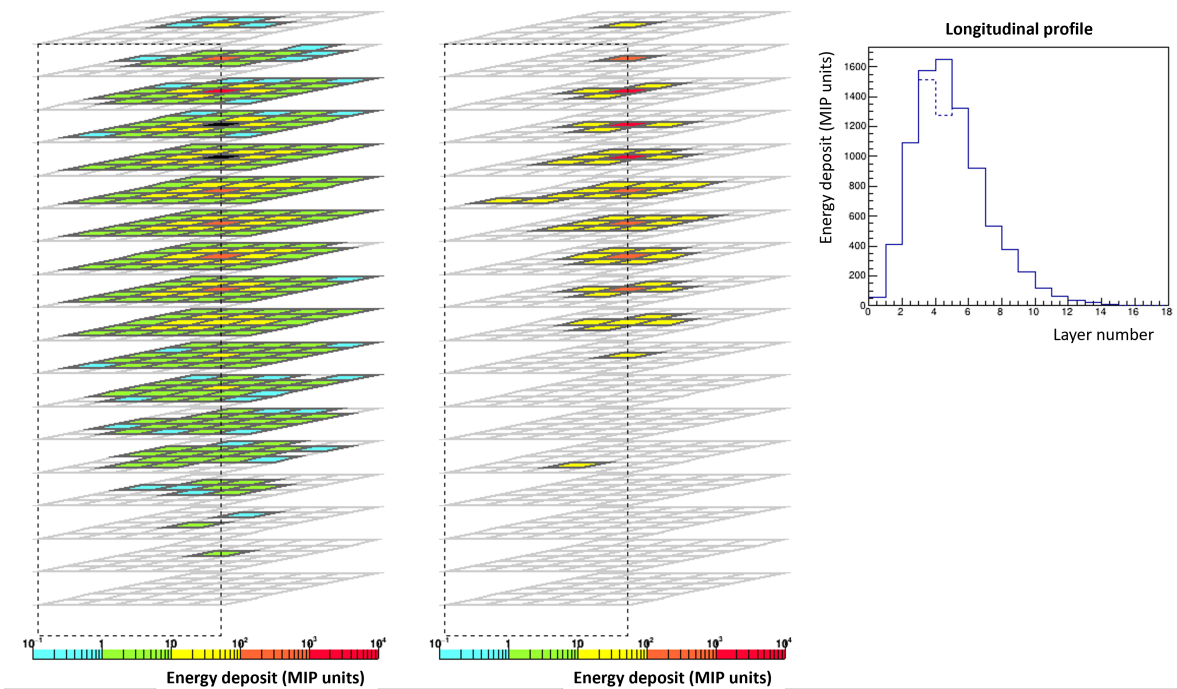 Longitudinal profile
Energy deposit (MIP units)
1600
1400
1200
1000
800
600
400
200
0
0 2 4 6 8 10 12 14 16 18
Layer number
10⁻¹ 1 10 10² 10³ 10⁴
Energy deposit (MIP units)
10⁻¹ 1 10 10² 10³ 10⁴
Energy deposit (MIP units)